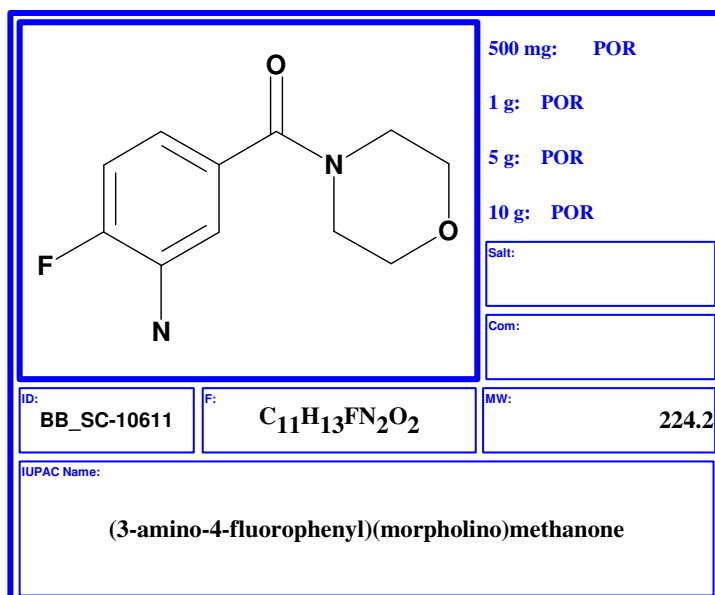 O
N
O
F
N
500 mg: POR
1 g: POR
5 g: POR
10 g: POR
Salt:
Com:
ID:
BB_SC-10611
F:
C11H13FN2O2
MW:
224.2
IUPAC Name:
(3-amino-4-fluorophenyl)(morpholino)methanone